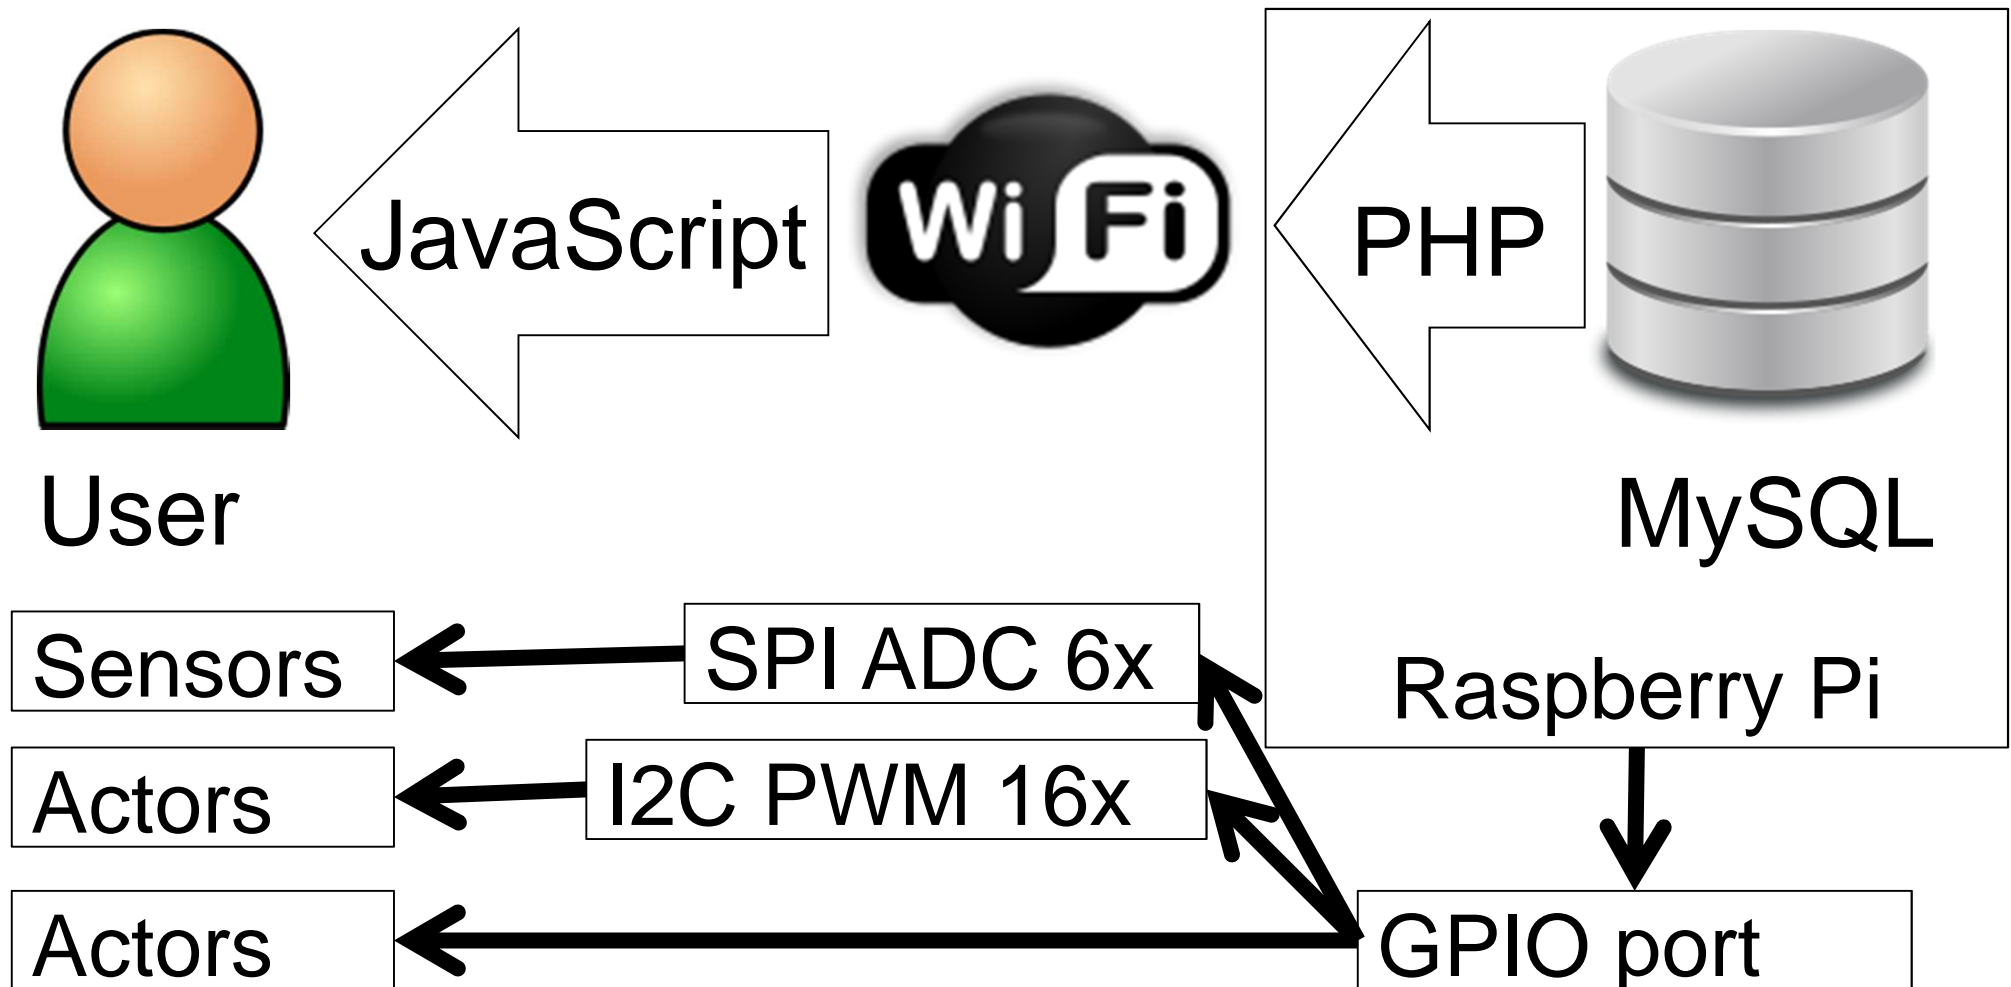 JavaScript
Wi Fi
PHP
User
MySQL
Sensors
SPI ADC 6x
Raspberry Pi
Actors
I2C PWM 16x
Actors
GPIO port